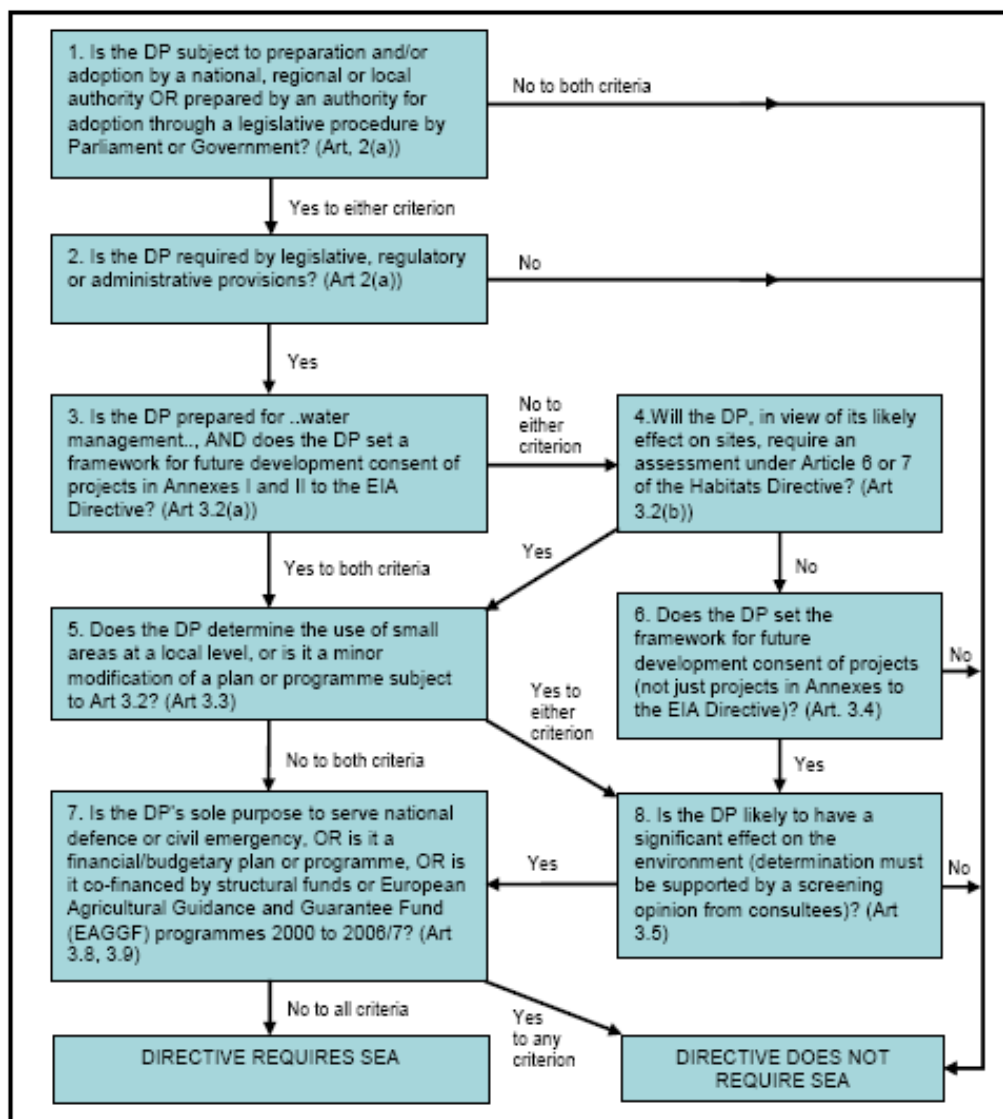 1. Is the DP subject to preparation and/or
adoption by a national, regional or local
authority OR prepared by an authority for
adoption through a legislative procedure by
Parliament or Government? (Art, 2(a))
No to both criteria
Yes to either criterion
2. Is the DP required by legislative, regulatory
or administrative provisions? (Art 2(a))
No
Yes
3. Is the DP prepared for ..water
management.., AND does the DP set a
framework for future development consent of
projects in Annexes I and II to the EIA
Directive? (Art 3.2(a))
No to
either
criterion
4.Will the DP, in view of its likely
effect on sites, require an
assessment under Article 6 or 7
of the Habitats Directive? (Art
3.2(b))
Yes to both criteria
Yes
No
5. Does the DP determine the use of small
areas at a local level, or is it a minor
modification of a plan or programme subject
to Art 3.2? (Art 3.3)
Yes to
either
criterion
6. Does the DP set the
framework for future
development consent of projects
(not just projects in Annexes to
the EIA Directive)? (Art. 3.4)
No
No to both criteria
Yes
7. Is the DP's sole purpose to serve national
defence or civil emergency, OR is it a
financial/budgetary plan or programme, OR is
it co-financed by structural funds or European
Agricultural Guidance and Guarantee Fund
(EAGGF) programmes 2000 to 2006/7? (Art
3.8, 3.9)
Yes
8. Is the DP likely to have a
significant effect on the
environment (determination must
be supported by a screening
opinion from consultees)? (Art
3.5)
No
No to all criteria
Yes
to any
criterion
DIRECTIVE REQUIRES SEA
DIRECTIVE DOES NOT
REQUIRE SEA